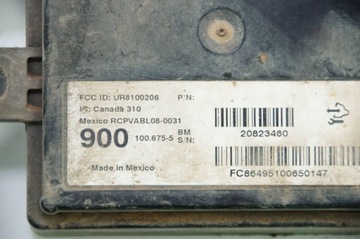 FCC ID: UR8100206 P/N:
IC: Canada 310
Mexico RCPVABL08-0031
20823460
900 100.675-5 BM
S/N:
Made in Mexico
FC86495100650147